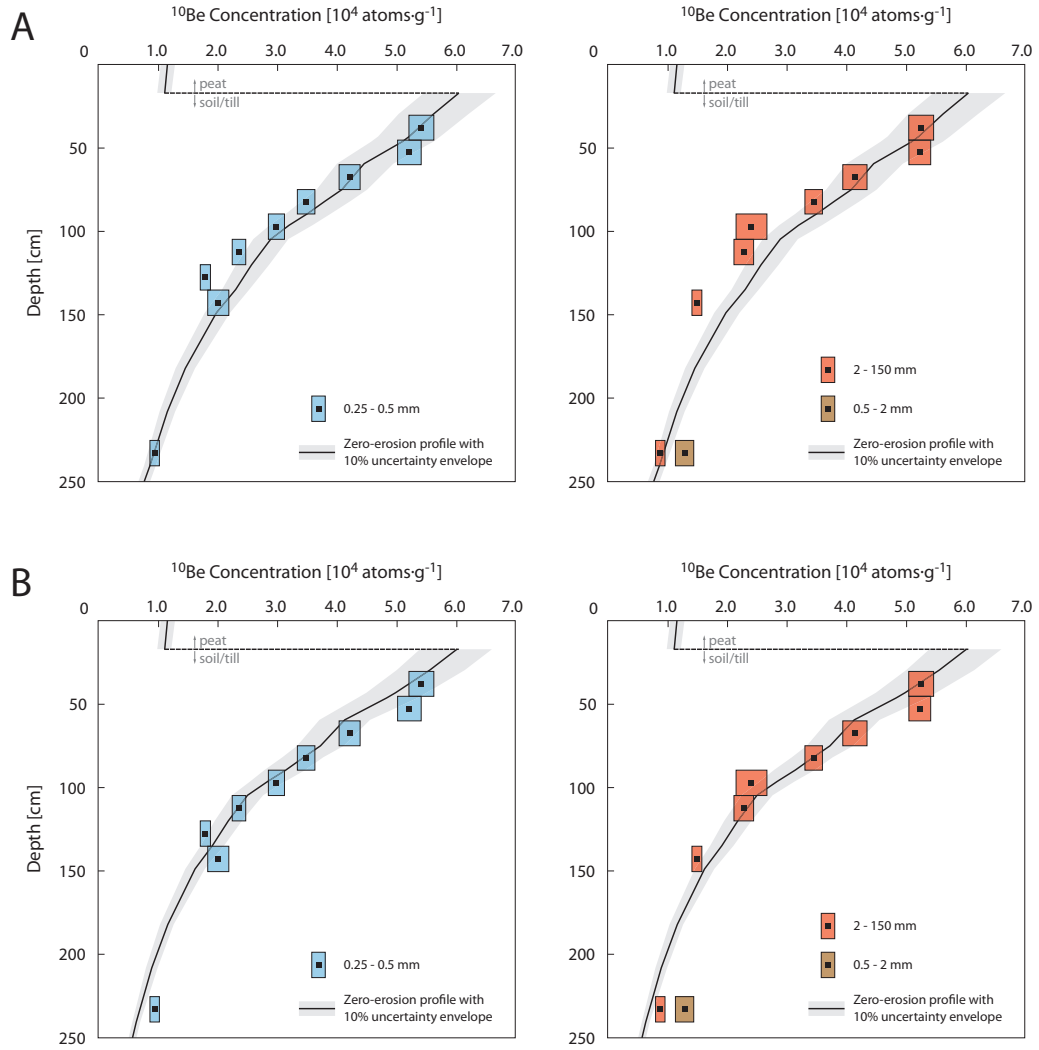 A
¹⁰Be Concentration [10⁴ atoms·g⁻¹]
0 1.0 2.0 3.0 4.0 5.0 6.0 7.0
peat
soil/till
50
100
150
200
250
Depth [cm]
0.25 - 0.5 mm
Zero-erosion profile with
10% uncertainty envelope
¹⁰Be Concentration [10⁴ atoms·g⁻¹]
0 1.0 2.0 3.0 4.0 5.0 6.0 7.0
peat
soil/till
50
100
150
200
250
2 - 150 mm
0.5 - 2 mm
Zero-erosion profile with
10% uncertainty envelope
B
¹⁰Be Concentration [10⁴ atoms·g⁻¹]
0 1.0 2.0 3.0 4.0 5.0 6.0 7.0
peat
soil/till
50
100
150
200
250
Depth [cm]
0.25 - 0.5 mm
Zero-erosion profile with
10% uncertainty envelope
¹⁰Be Concentration [10⁴ atoms·g⁻¹]
0 1.0 2.0 3.0 4.0 5.0 6.0 7.0
peat
soil/till
50
100
150
200
250
2 - 150 mm
0.5 - 2 mm
Zero-erosion profile with
10% uncertainty envelope